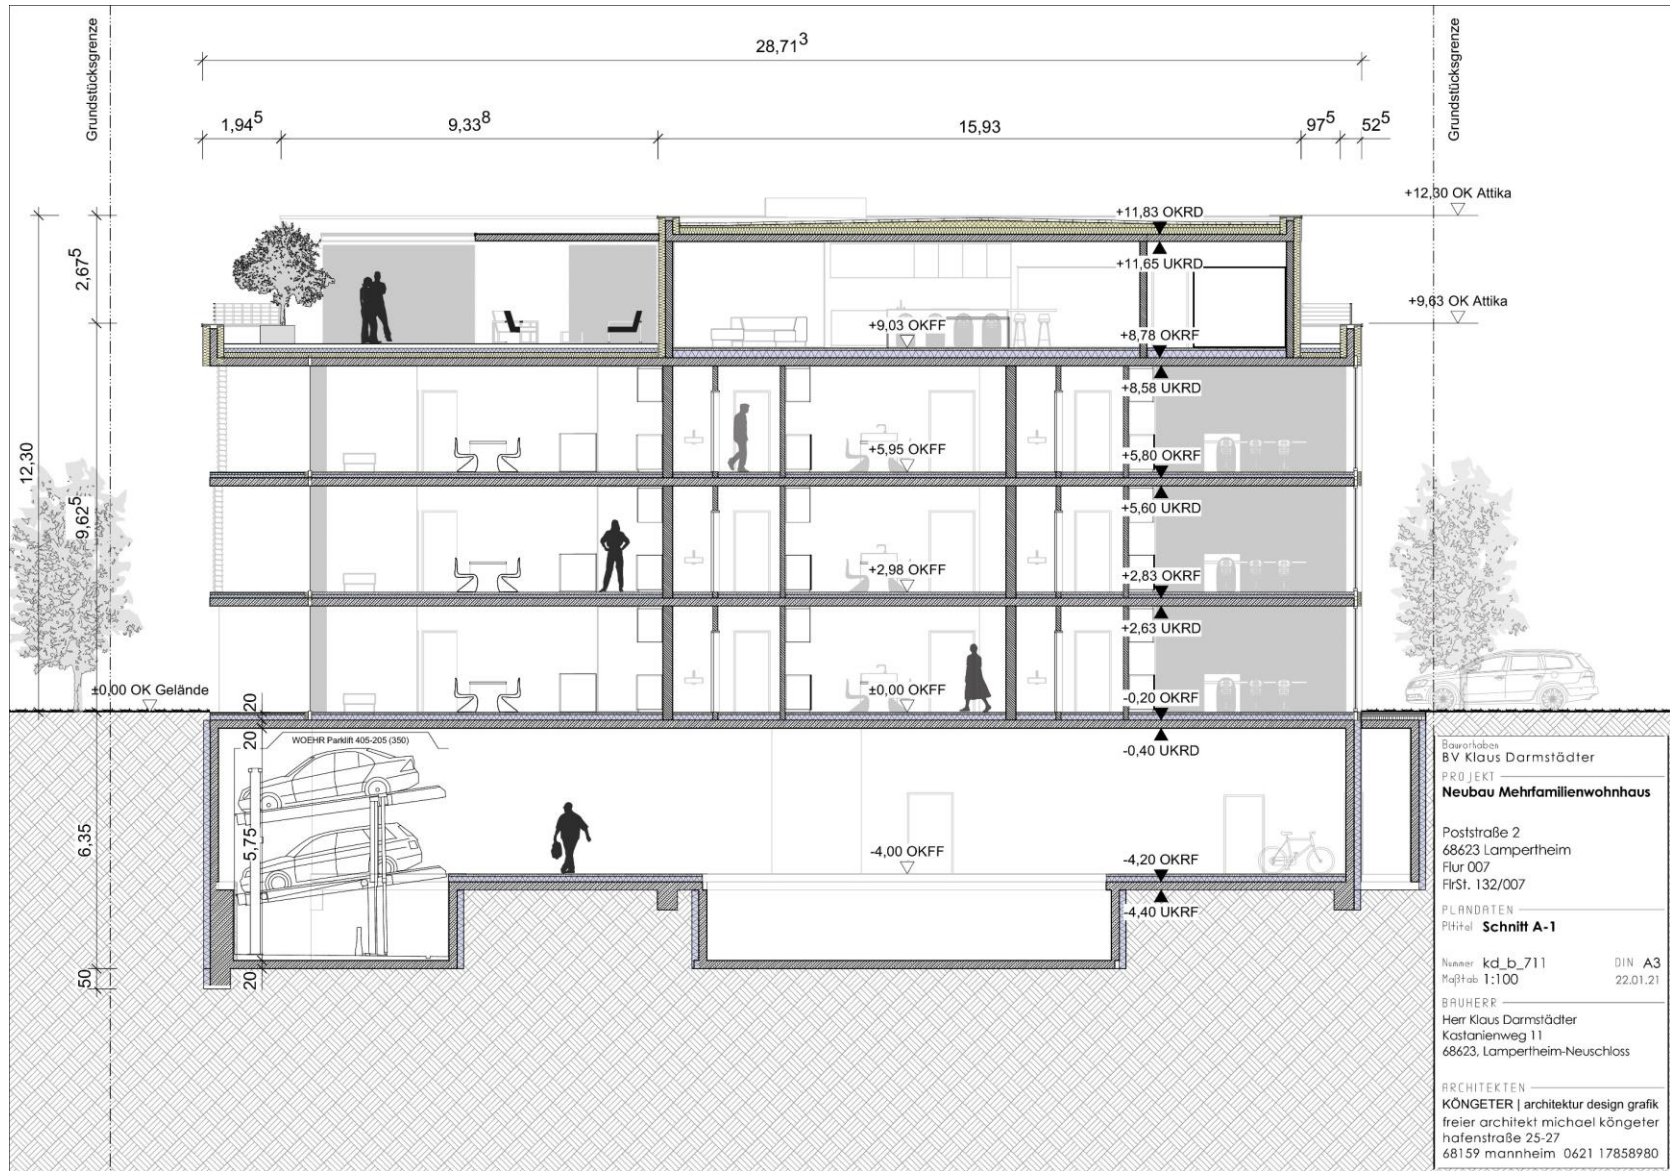 Grundstücksgrenze
Grundstücksgrenze
28,71³
1,94⁵
9,33⁸
15,93
97⁵
52⁵
+12,30 OK Attika
+11,83 OKRD
+11,65 UKRD
2,67⁵
+9,63 OK Attika
+9,03 OKFF
+8,78 OKRF
+8,58 UKRD
12,30
9,62⁵
+5,95 OKFF
+5,80 OKRF
+5,60 UKRD
+2,98 OKFF
+2,83 OKRF
+2,63 UKRD
±0,00 OK Gelände
20
±0,00 OKFF
-0,20 OKRF
20
WOEHR Parklift 405-205 (350)
-0,40 UKRD
6,35
5,75
-4,00 OKFF
-4,20 OKRF
-4,40 UKRF
50
20
Bauvorhaben
BV Klaus Darmstädter
PROJEKT
Neubau Mehrfamilienwohnhaus
Poststraße 2
68623 Lampertheim
Flur 007
FlrSt. 132/007
PLANDATEN
Pltitel Schnitt A-1
Nummer kd_b_711 DIN A3
Maßtab 1:100 22.01.21
BAUHERR
Herr Klaus Darmstädter
Kastanienweg 11
68623, Lampertheim-Neuschloss
ARCHITEKTEN
KÖNGETER | architektur design grafik
freier architekt michael köngeter
hafenstraße 25-27
68159 mannheim 0621 17858980